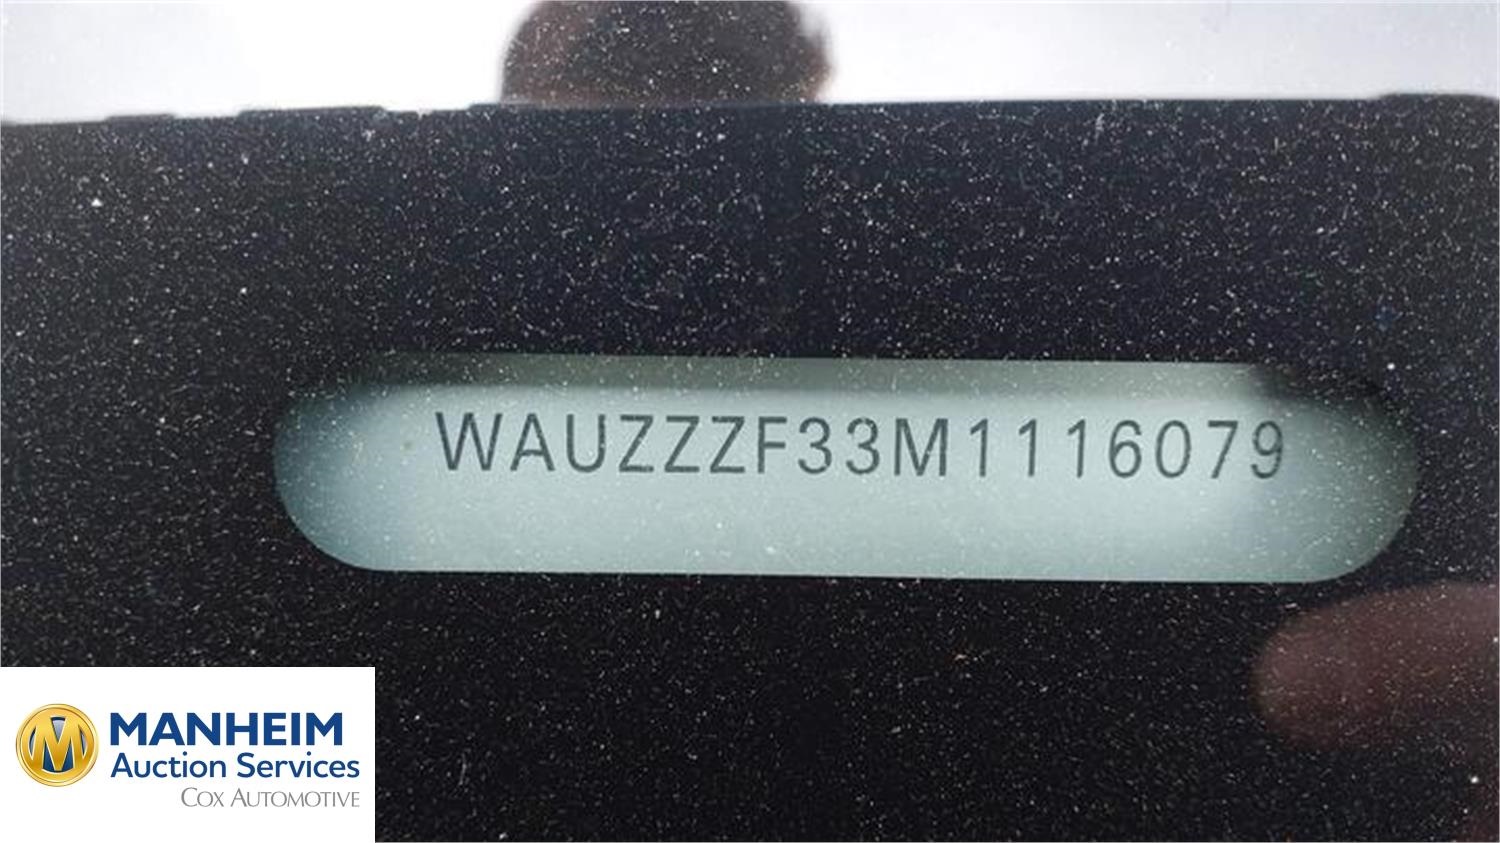 WAUZZZF33M1116079
MANHEIM
Auction Services
COX AUTOMOTIVE